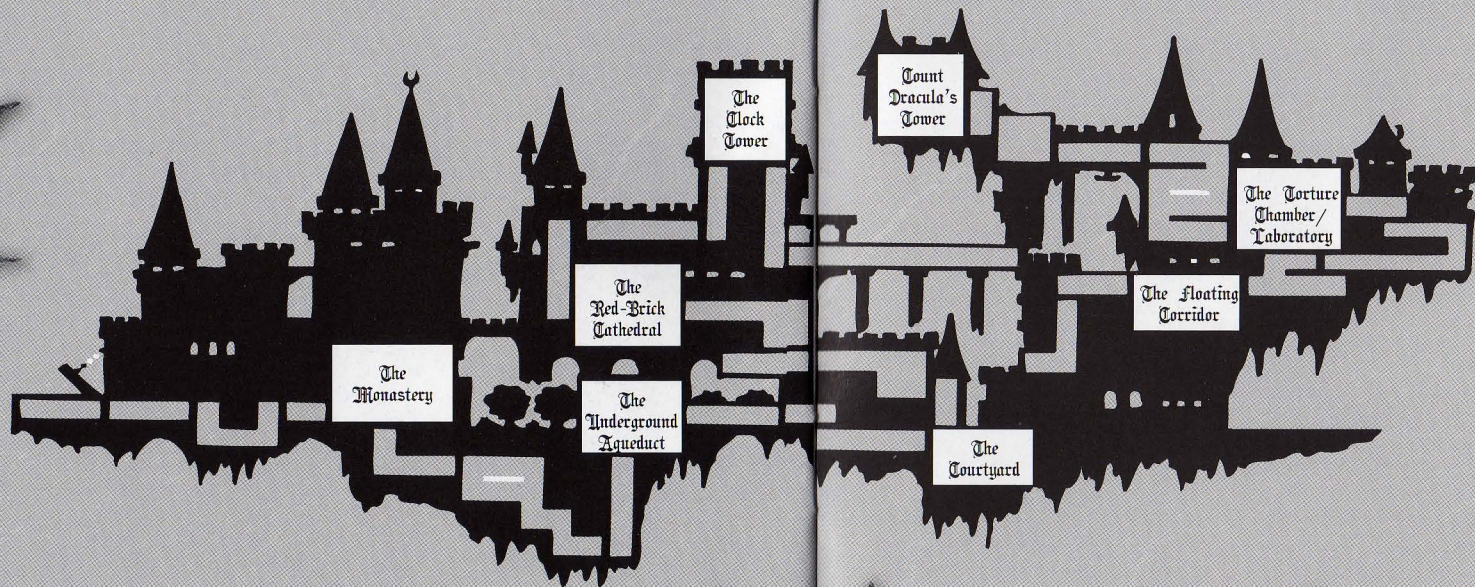 The
Monastery
The
Underground
Aqueduct
The
Red-Brick
Cathedral
The
Clock
Tower
Count
Dracula's
Tower
The
Courtyard
The Floating
Corridor
The Torture
Chamber/
Laboratory